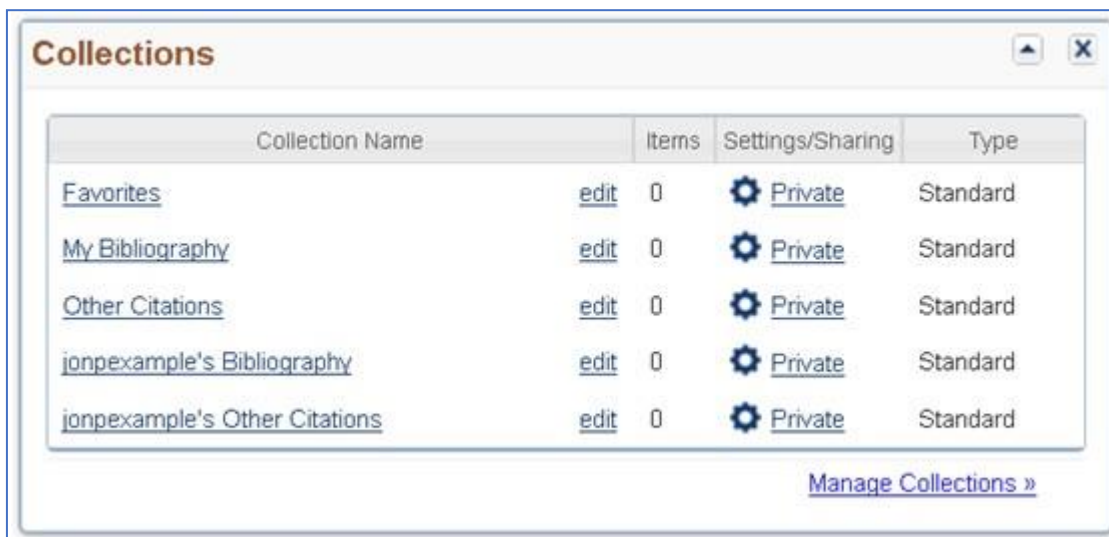 Collections
Collection Name Items Settings/Sharing Type
Favorites edit 0 Private Standard
My Bibliography edit 0 Private Standard
Other Citations edit 0 Private Standard
jonpexample's Bibliography edit 0 Private Standard
jonpexample's Other Citations edit 0 Private Standard
Manage Collections »